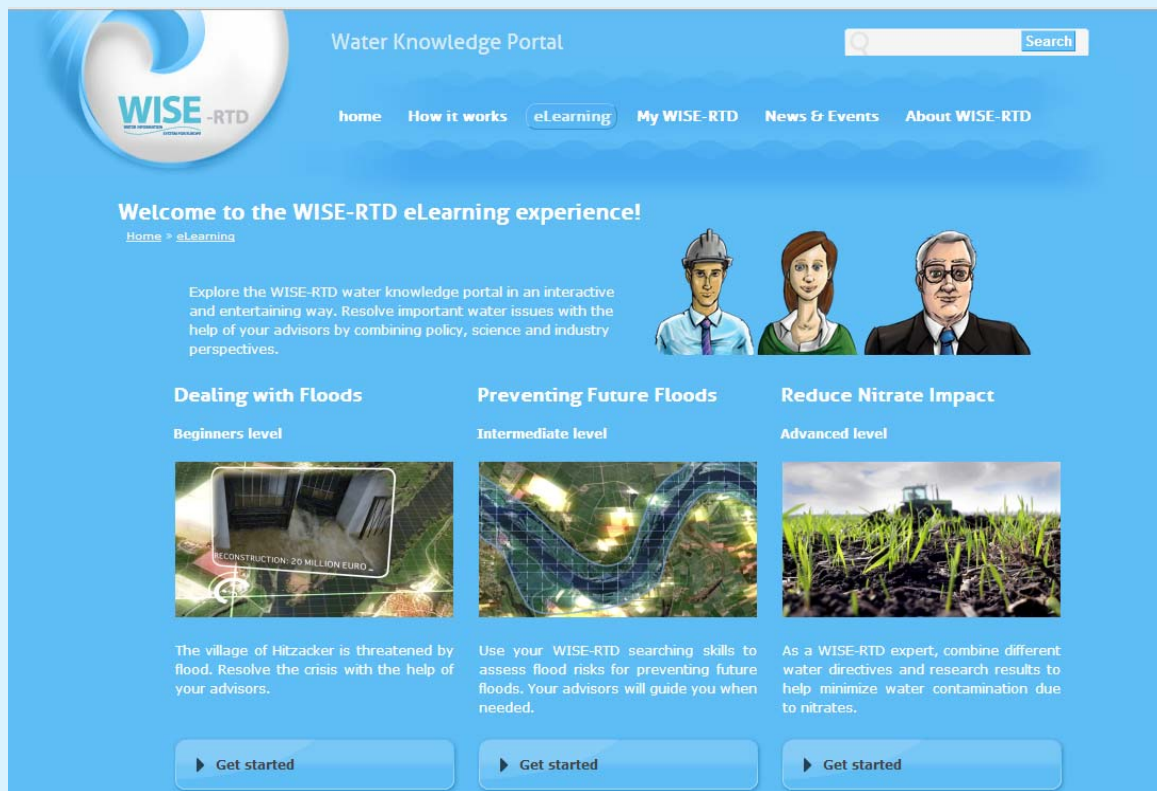 Water Knowledge Portal
Search
WISE -RTD
WATER INFORMATION
SYSTEM FOR EUROPE
home How it works eLearning My WISE-RTD News & Events About WISE-RTD
Welcome to the WISE-RTD eLearning experience!
Home » eLearning
Explore the WISE-RTD water knowledge portal in an interactive
and entertaining way. Resolve important water issues with the
help of your advisors by combining policy, science and industry
perspectives.
Dealing with Floods
Beginners level
RECONSTRUCTION: 20 MILLION EURO
The village of Hitzacker is threatened by
flood. Resolve the crisis with the help of
your advisors.
Get started
Preventing Future Floods
Intermediate level
Use your WISE-RTD searching skills to
assess flood risks for preventing future
floods. Your advisors will guide you when
needed.
Get started
Reduce Nitrate Impact
Advanced level
As a WISE-RTD expert, combine different
water directives and research results to
help minimize water contamination due
to nitrates.
Get started